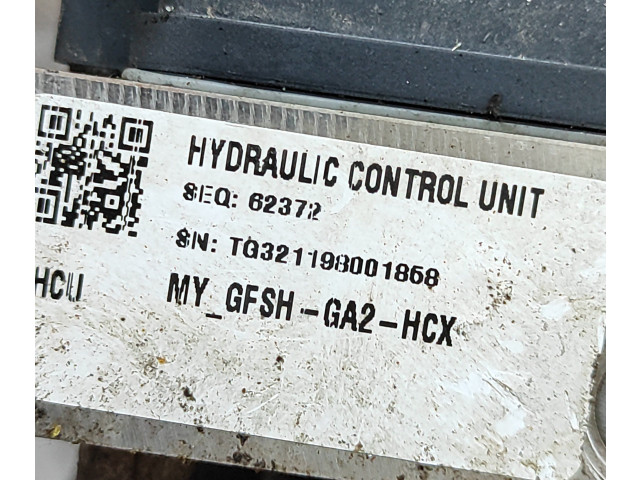 HYDRAULIC CONTROL UNIT
SEQ: 62372
SN: TG321198001868
HCU
MY_GFSH-GA2-HCX